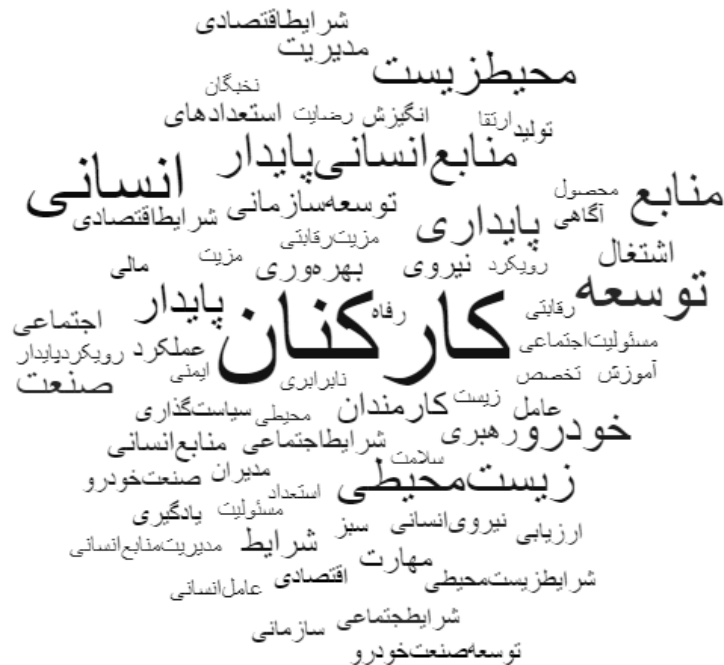 شرایطاقتصادی
مدیریت
محیطزیست
نخبگان
استعدادهای
انگیزش رضایت
ارتقا
تولید
منابعانسانیپایدار
انسانی
منابع
محصول
آگاهی
توسعهسازمانی
شرایطاقتصادی
پایداری
مزیترقابتی
اشتغال
مزیت
مالی
بهرهوری
نیروی
رویکرد
توسعه
پایدار
کارکنان
رفاه
رقابتی
اجتماعی
مسئولیتاجتماعی
عملکرد
رویکردپایدار
ایمنی
نابرابری
تخصص
آموزش
صنعت
کارمندان
زیست
عامل
سیاستگذاری
محیطی
خودرو
رهبری
شرایطاجتماعی
منابعانسانی
سلامت
زیستمحیطی
مدیران
صنعتخودرو
استعداد
مسئولیت
یادگیری
سبز
نیرویانسانی
ارزیابی
شرایط
مدیریتمنابعانسانی
مهارت
اقتصادی
شرایطزیستمحیطی
عاملانسانی
شرایطجتماعی
سازمانی
توسعهصنعتخودرو